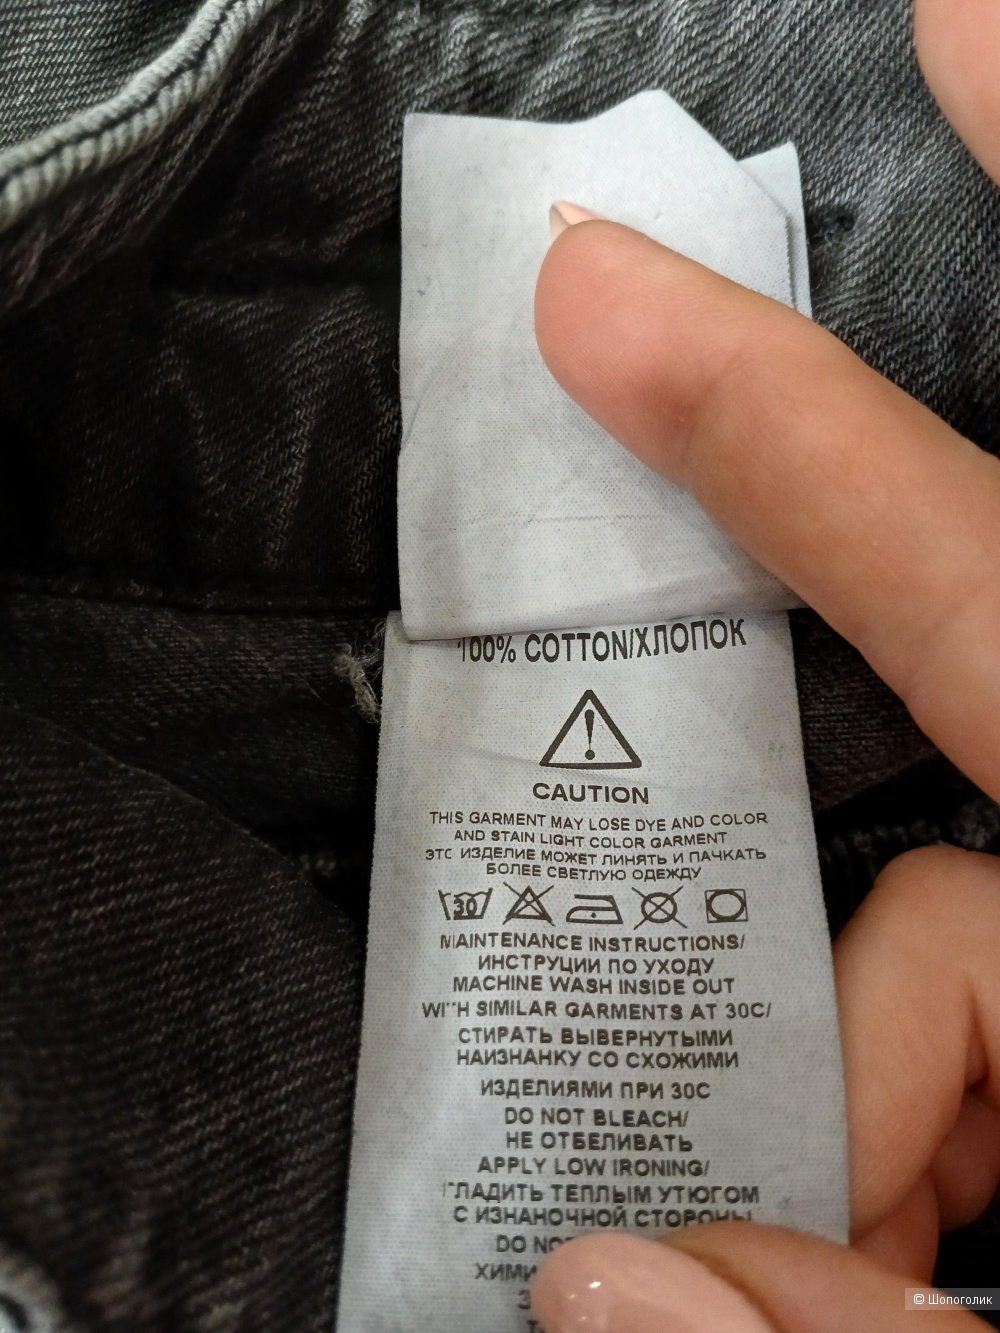 100% COTTON/ХЛОПОК
CAUTION
THIS GARMENT MAY LOSE DYE AND COLOR
AND STAIN LIGHT COLOR GARMENT
ЭТО ИЗДЕЛИЕ МОЖЕТ ЛИНЯТЬ И ПАЧКАТЬ
БОЛЕЕ СВЕТЛУЮ ОДЕЖДУ
30
MAINTENANCE INSTRUCTIONS/
ИНСТРУЦИИ ПО УХОДУ
MACHINE WASH INSIDE OUT
WITH SIMILAR GARMENTS AT 30C/
СТИРАТЬ ВЫВЕРНУТЫМИ
НАИЗНАНКУ СО СХОЖИМИ
ИЗДЕЛИЯМИ ПРИ 30С
DO NOT BLEACH/
НЕ ОТБЕЛИВАТЬ
APPLY LOW IRONING/
ГЛАДИТЬ ТЕПЛЫМ УТЮГОМ
С ИЗНАНОЧНОЙ СТОРОНЫ
DO NO
ХИМИ
© Шопоголик